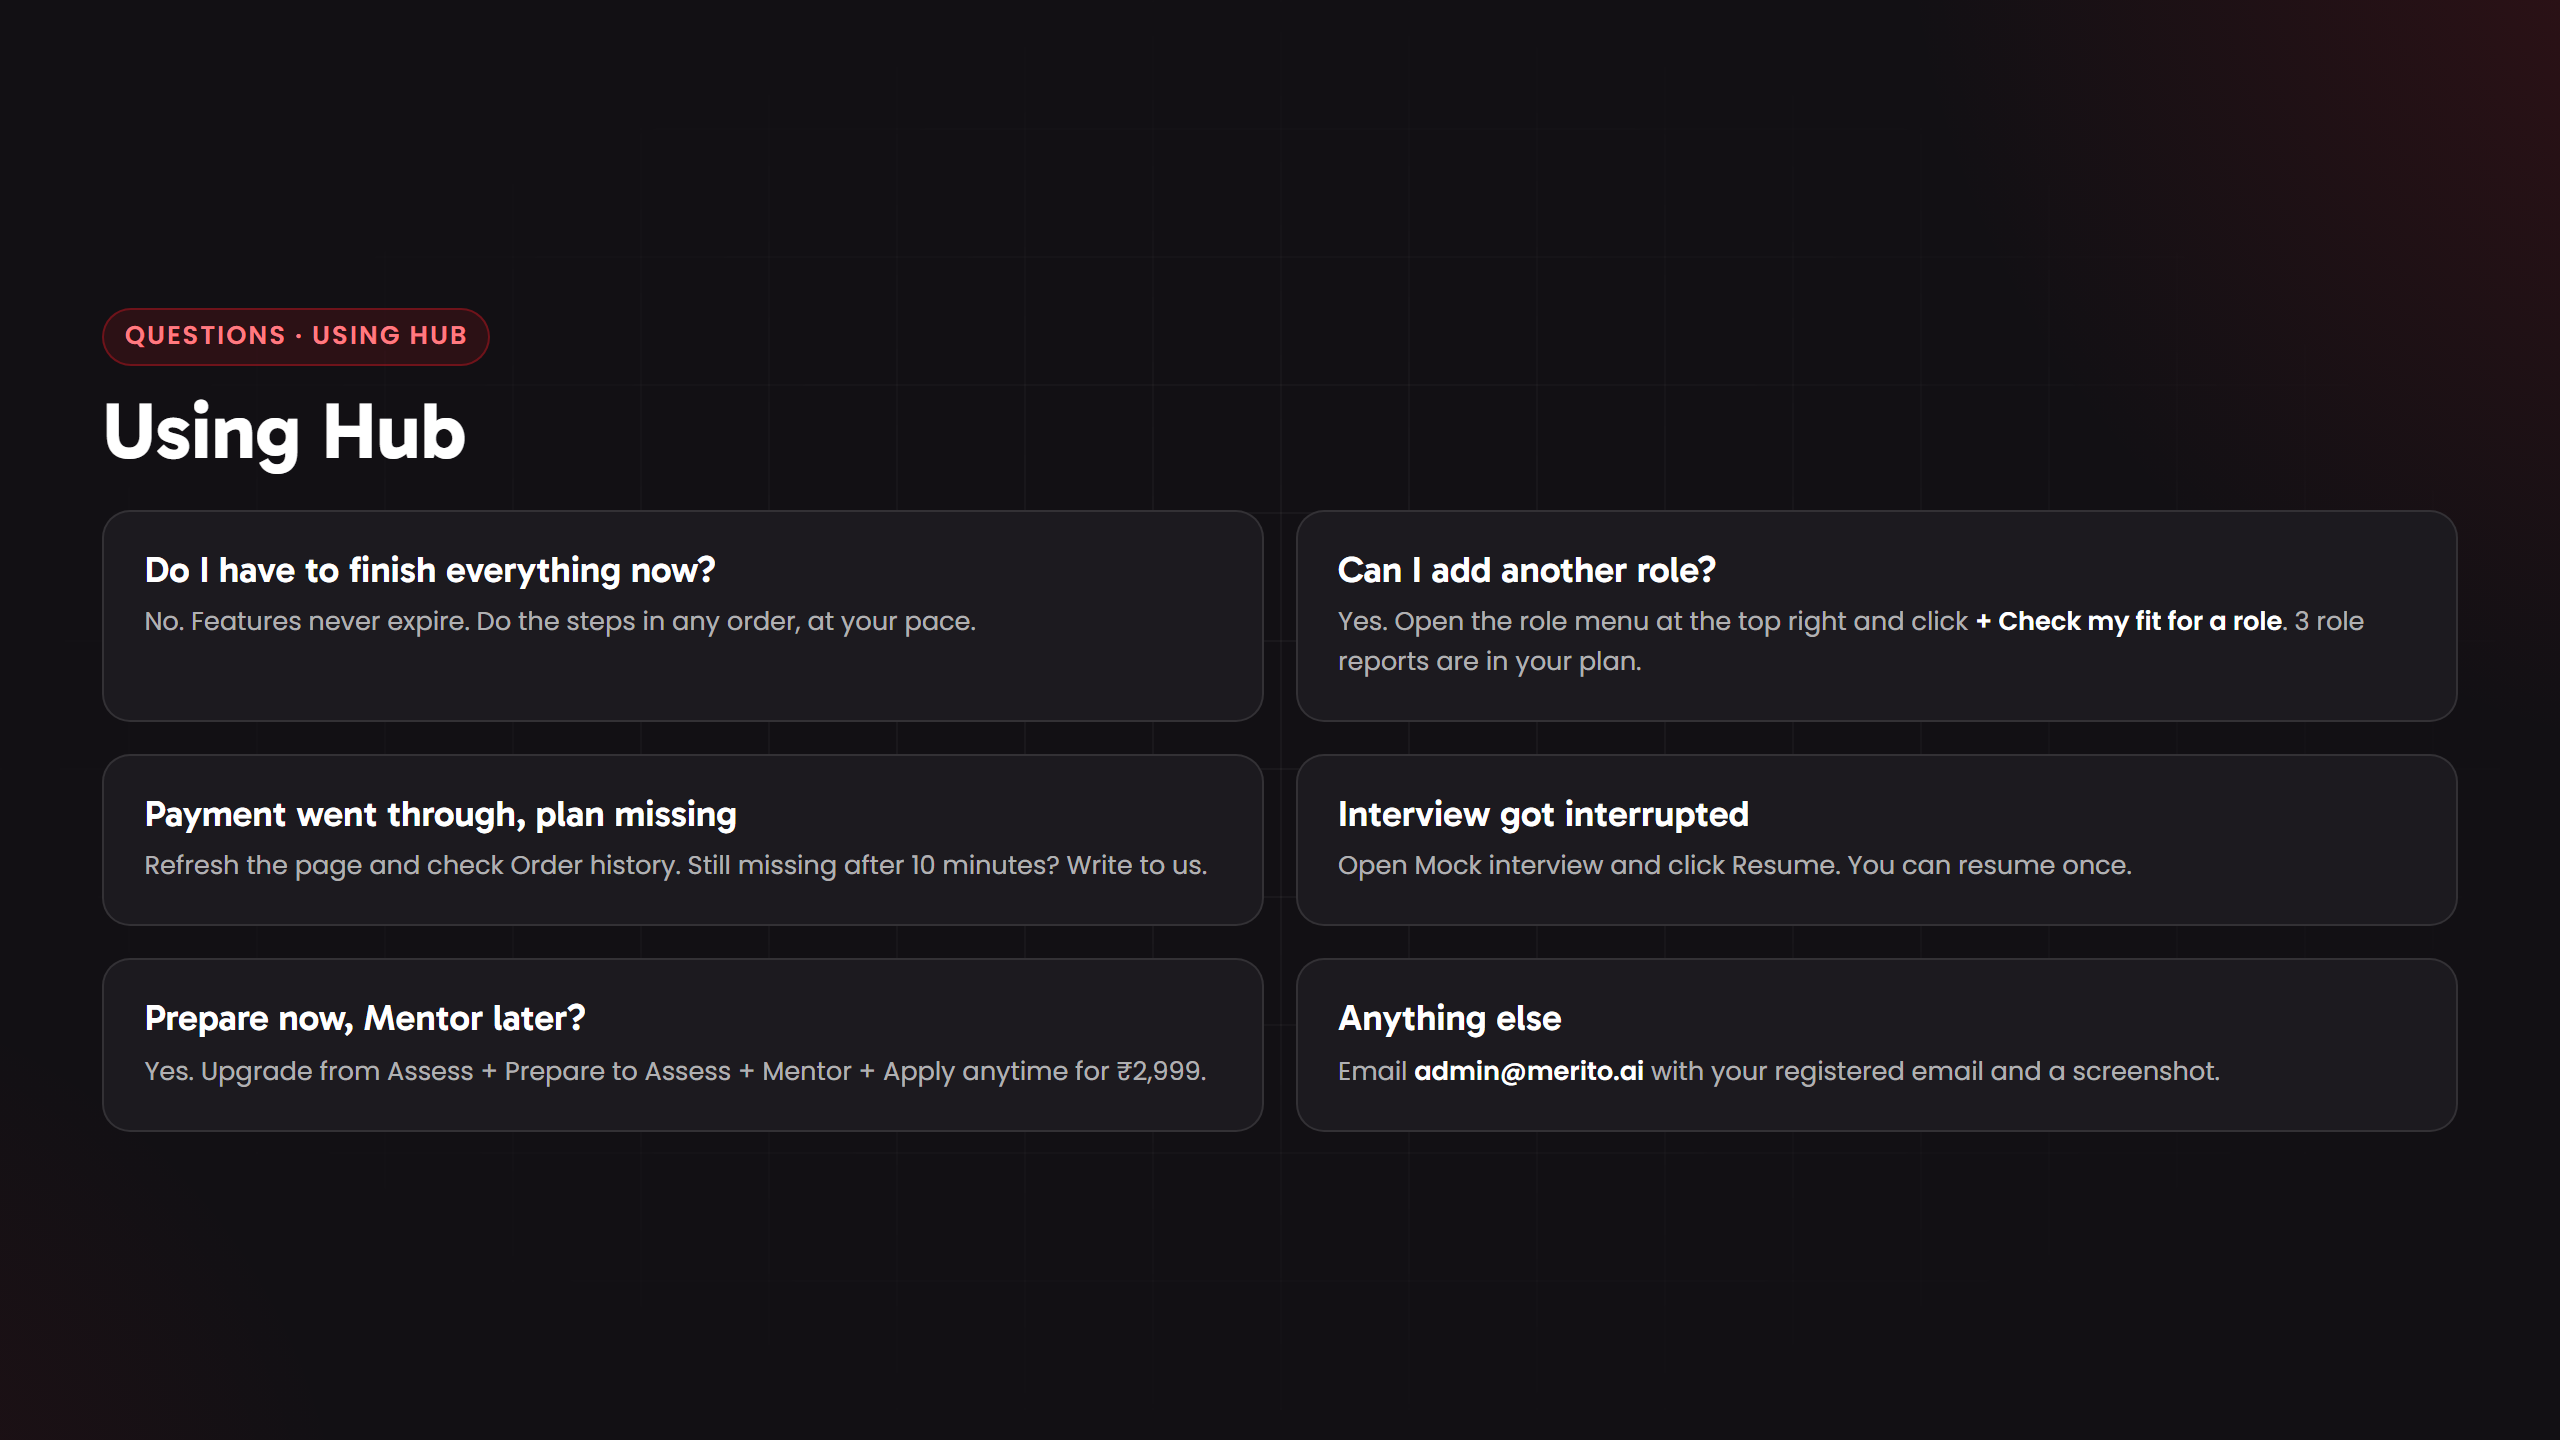 QUESTIONS · USING HUB
Using Hub
Do I have to finish everything now?
No. Features never expire. Do the steps in any order, at your pace.
Can I add another role?
Yes. Open the role menu at the top right and click + Check my fit for a role. 3 role
reports are in your plan.
Payment went through, plan missing
Refresh the page and check Order history. Still missing after 10 minutes? Write to us.
Interview got interrupted
Open Mock interview and click Resume. You can resume once.
Prepare now, Mentor later?
Yes. Upgrade from Assess + Prepare to Assess + Mentor + Apply anytime for ₹2,999.
Anything else
Email admin@merito.ai with your registered email and a screenshot.